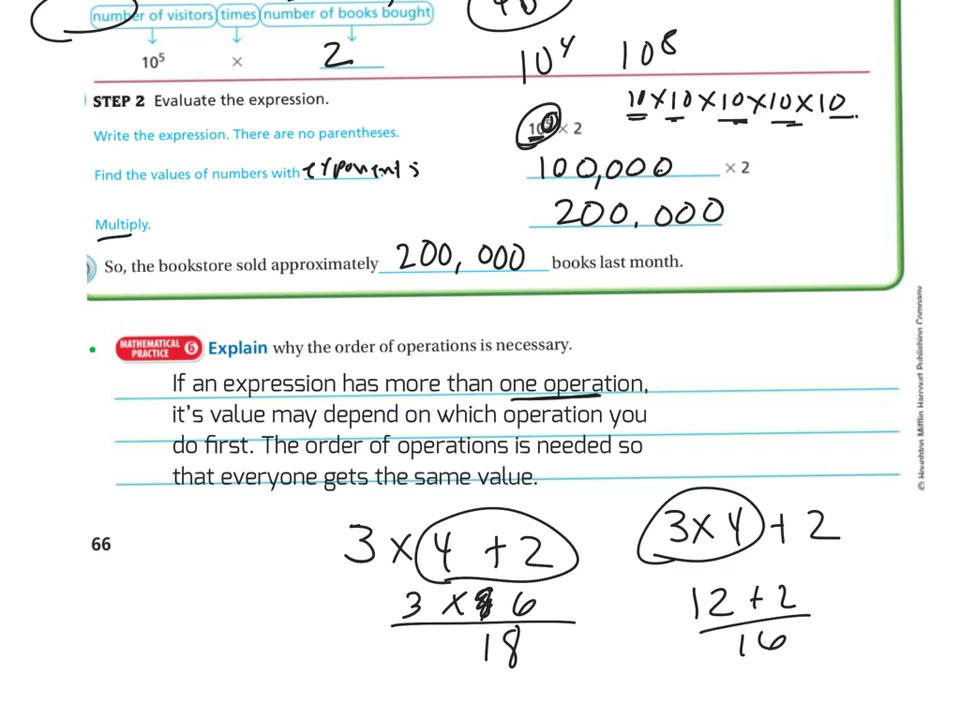 number of visitors times number of books bought
10⁵ × 2
10⁴ 10⁸
STEP 2 Evaluate the expression.
10 × 10 × 10 × 10 × 10
Write the expression. There are no parentheses.
× 2
Find the values of numbers with exponents
100,000 × 2
Multiply.
200,000
So, the bookstore sold approximately 200,000 books last month.
MATHEMATICAL PRACTICE 6 Explain why the order of operations is necessary.
If an expression has more than one operation,
it's value may depend on which operation you
do first. The order of operations is needed so
that everyone gets the same value.
66
3 × 4 + 2
3 × 6
18
3 × 4 + 2
12 + 2
16
© Houghton Mifflin Harcourt Publishing Company